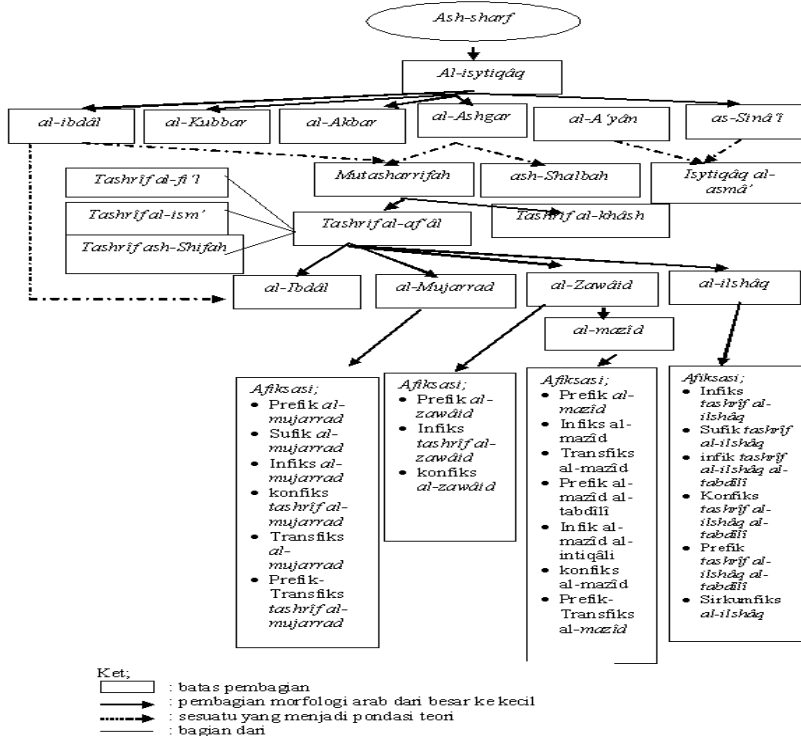 Ash-sharf
Al-isytiqâq
al-ibdâl
al-Kubbar
al-Akbar
al-Ashgar
al-A'yân
as-Sinâ'î
Mutasharrifah
ash-Shalbah
Isytiqâq al-
asmâ'
Tashrîf al-fi'l
Tashrîf al-ism'
Tashrîf ash-Shifah
Tashrif al-af'âl
Tashrîf al-khâsh
al-Ibdâl
al-Mujarrad
al-Zawâid
al-ilshâq
al-mazîd
Afiksasi;
• Prefik al-
mujarrad
• Sufik al-
mujarrad
• Infiks al-
mujarrad
• konfiks
tashrîf al-
mujarrad
• Transfiks
al-
mujarrad
• Prefik-
Transfiks
tashrîf al-
mujarrad
Afiksasi;
• Prefik al-
zawâid
• Infiks
tashrîf al-
zawâid
• konfiks
al-zawâid
Afiksasi;
• Prefik al-
mazîd
• Infiks al-
mazîd
• Transfiks
al-mazîd
• Prefik al-
mazîd al-
tabdîlî
• Infik al-
mazîd al-
intiqâli
• konfiks
al-mazîd
• Prefik-
Transfiks
al-mazîd
Afiksasi;
• Infiks
tashrîf al-
ilshâq
• Sufik tashrîf
al-ilshâq
• infik tashrîf
al-ilshâq al-
tabdîlî
• Konfiks
tashrîf al-
ilshâq al-
tabdîlî
• Prefik
tashrîf al-
ilshâq al-
tabdîlî
• Sirkumfiks
al-ilshâq
Ket;
: batas pembagian
: pembagian morfologi arab dari besar ke kecil
: sesuatu yang menjadi pondasi teori
: bagian dari